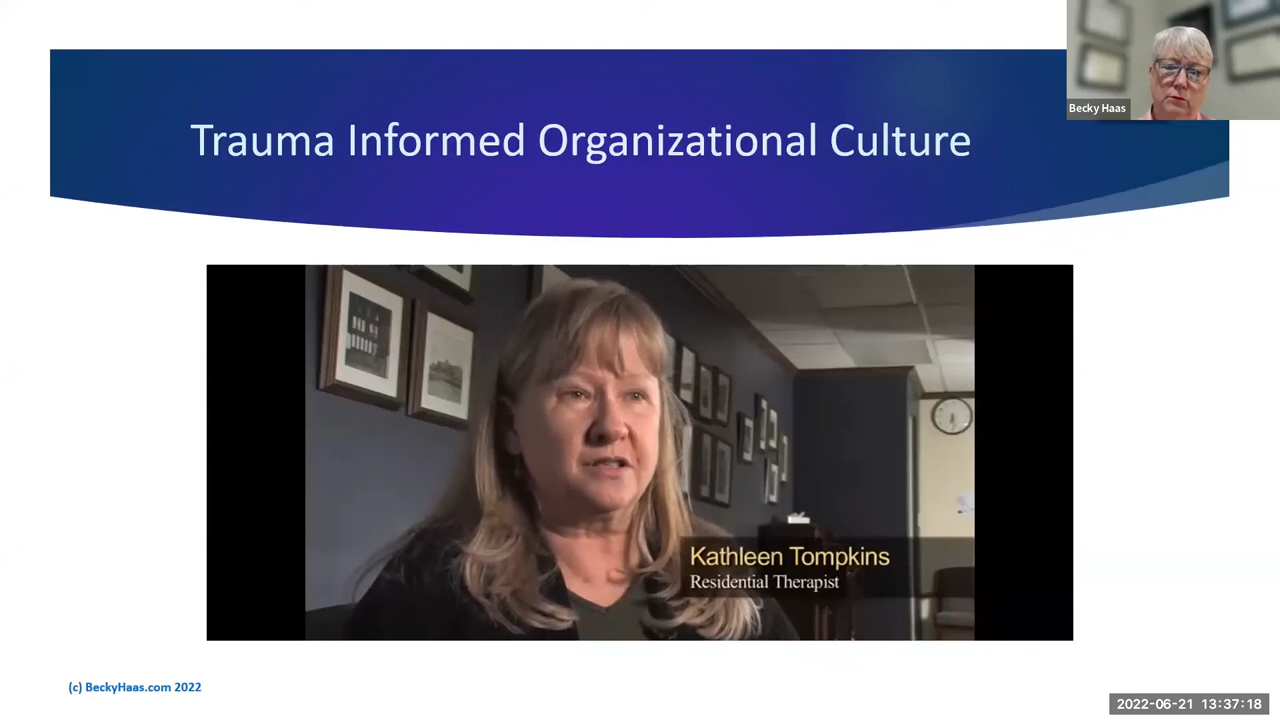 Trauma Informed Organizational Culture
Becky Haas
Kathleen Tompkins
Residential Therapist
(c) BeckyHaas.com 2022
2022-06-21 13:37:18